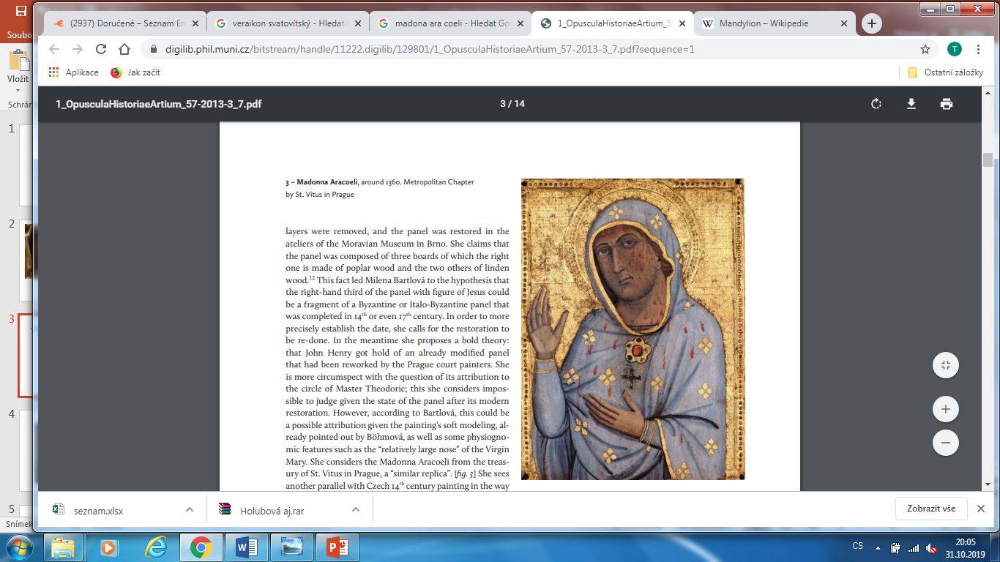 (2937) Doručené – Seznam Em
veraikon svatovítský - Hledat
madona ara coeli - Hledat Go
1_OpusculaHistoriaeArtium_5
Mandylion – Wikipedie
Soubo
digilib.phil.muni.cz/bitstream/handle/11222.digilib/129801/1_OpusculaHistoriaeArtium_57-2013-3_7.pdf?sequence=1
T
Aplikace
Jak začít
Ostatní záložky
Vložit
Schrán
1_OpusculaHistoriaeArtium_57-2013-3_7.pdf
3 / 14
1
2
3
4
5
3 – Madonna Aracoeli, around 1360. Metropolitan Chapter
by St. Vitus in Prague
layers were removed, and the panel was restored in the
ateliers of the Moravian Museum in Brno. She claims that
the panel was composed of three boards of which the right
one is made of poplar wood and the two others of linden
wood.12 This fact led Milena Bartlová to the hypothesis that
the right-hand third of the panel with figure of Jesus could
be a fragment of a Byzantine or Italo-Byzantine panel that
was completed in 14th or even 17th century. In order to more
precisely establish the date, she calls for the restoration to
be re-done. In the meantime she proposes a bold theory:
that John Henry got hold of an already modified panel
that had been reworked by the Prague court painters. She
is more circumspect with the question of its attribution to
the circle of Master Theodoric; this she considers impos-
sible to judge given the state of the panel after its modern
restoration. However, according to Bartlová, this could be
a possible attribution given the painting's soft modeling, al-
ready pointed out by Böhmová, as well as some physiogno-
mic features such as the "relatively large nose" of the Virgin
Mary. She considers the Madonna Aracoeli from the treas-
ury of St. Vitus in Prague, a "similar replica". [fig. 3] She sees
another parallel with Czech 14th century painting in the way
seznam.xlsx
Holubová aj.rar
Zobrazit vše
Snímek
CS
20:05
31.10.2019